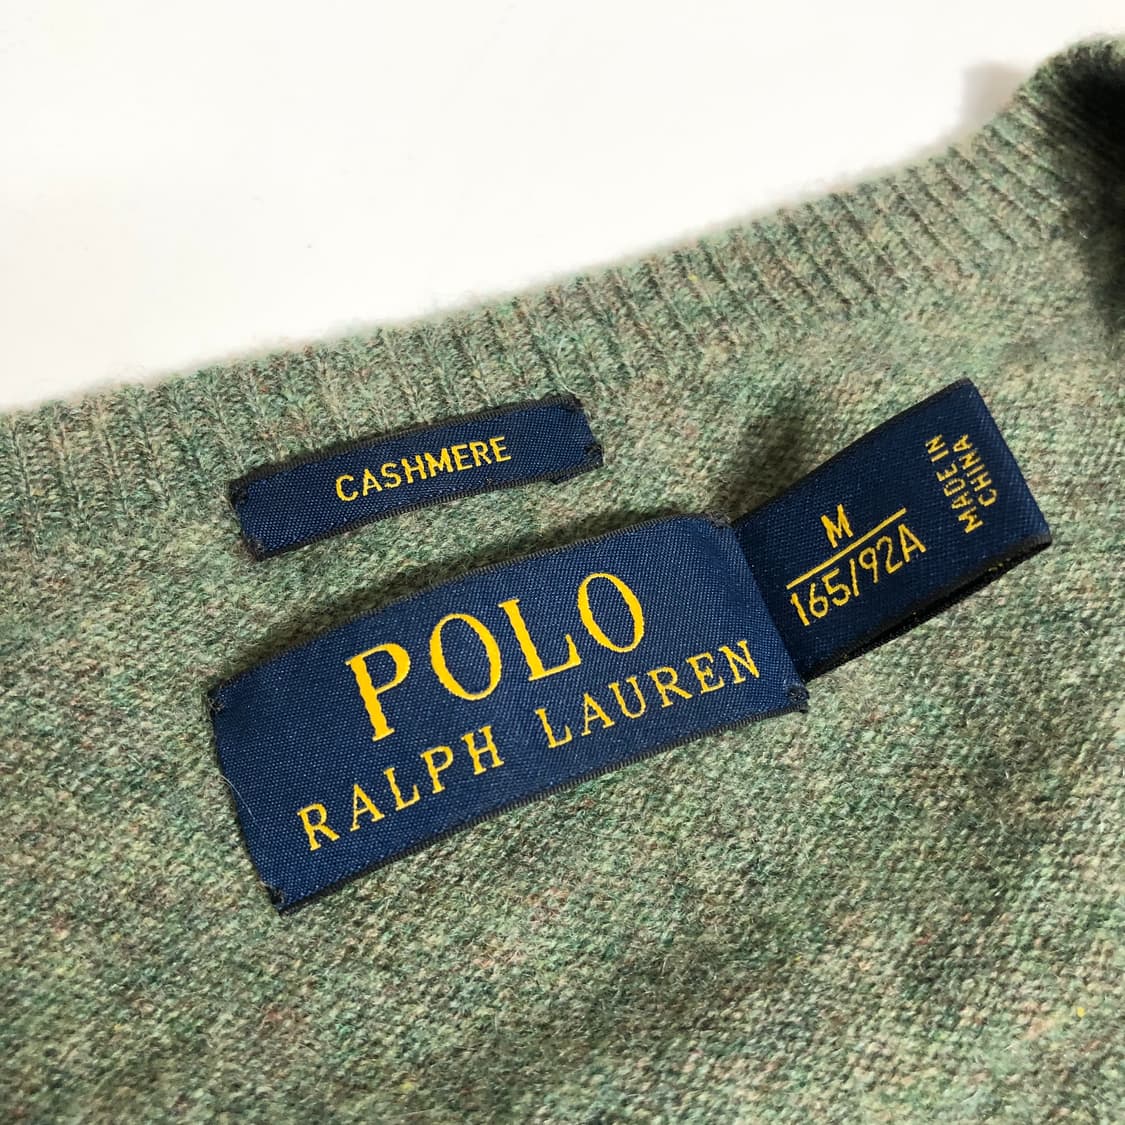 CASHMERE
POLO
RALPH LAUREN
M
165/92A
MADE IN
CHINA